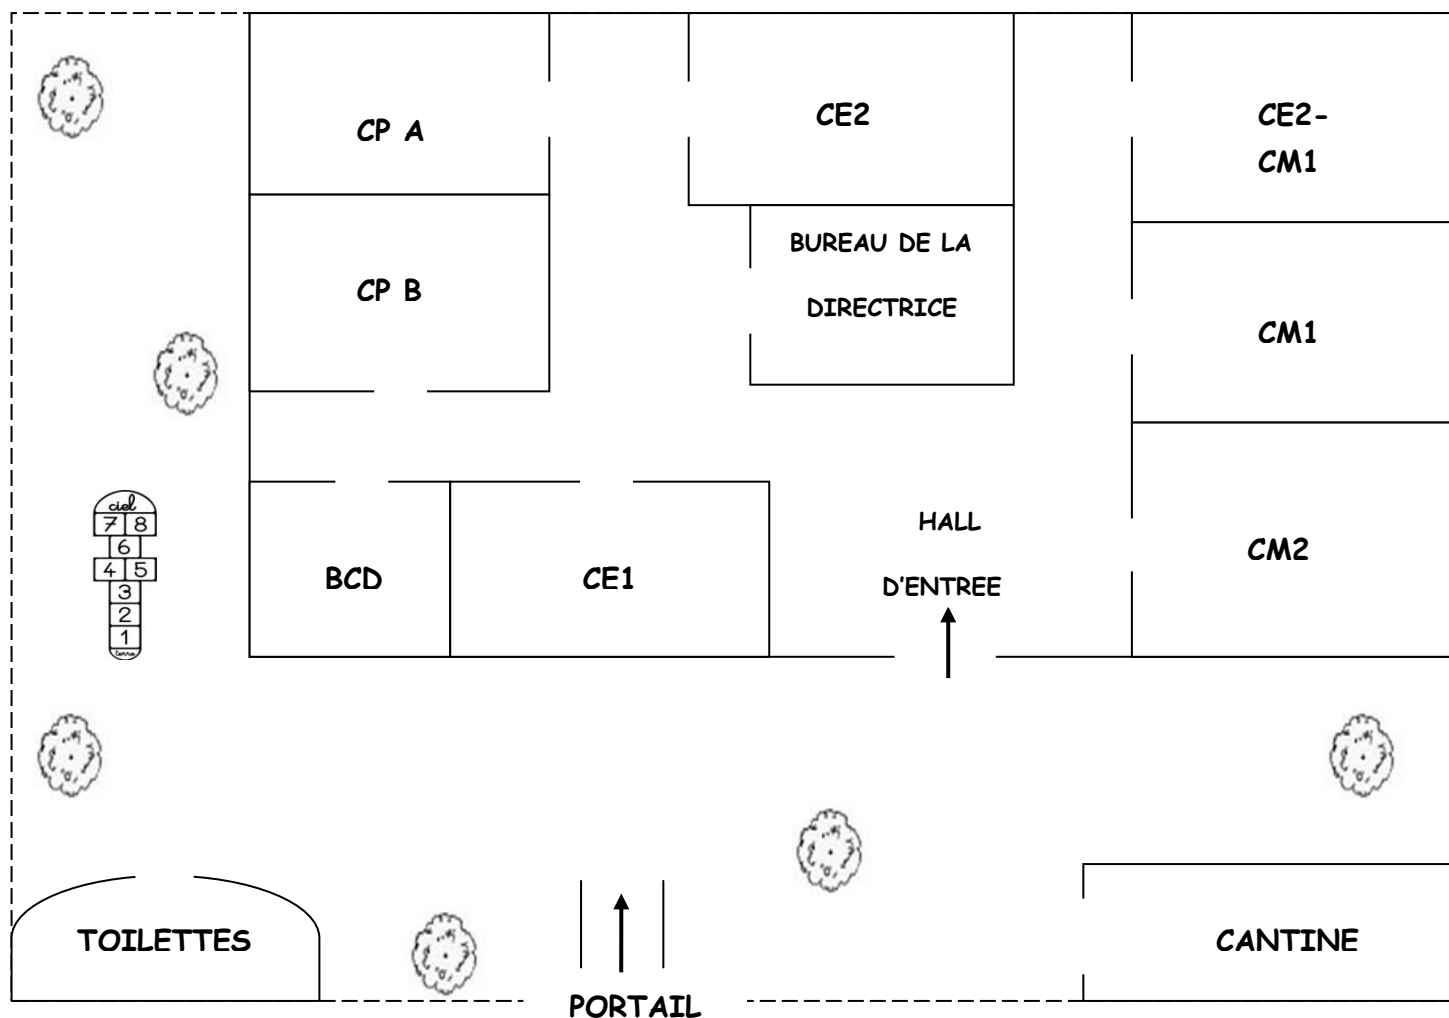 CP A
CE2
CE2-
CM1
CP B
BUREAU DE LA
DIRECTRICE
CM1
ciel
7 8
6
4 5
3
2
1
terre
BCD
CE1
HALL
D'ENTREE
CM2
TOILETTES
PORTAIL
CANTINE